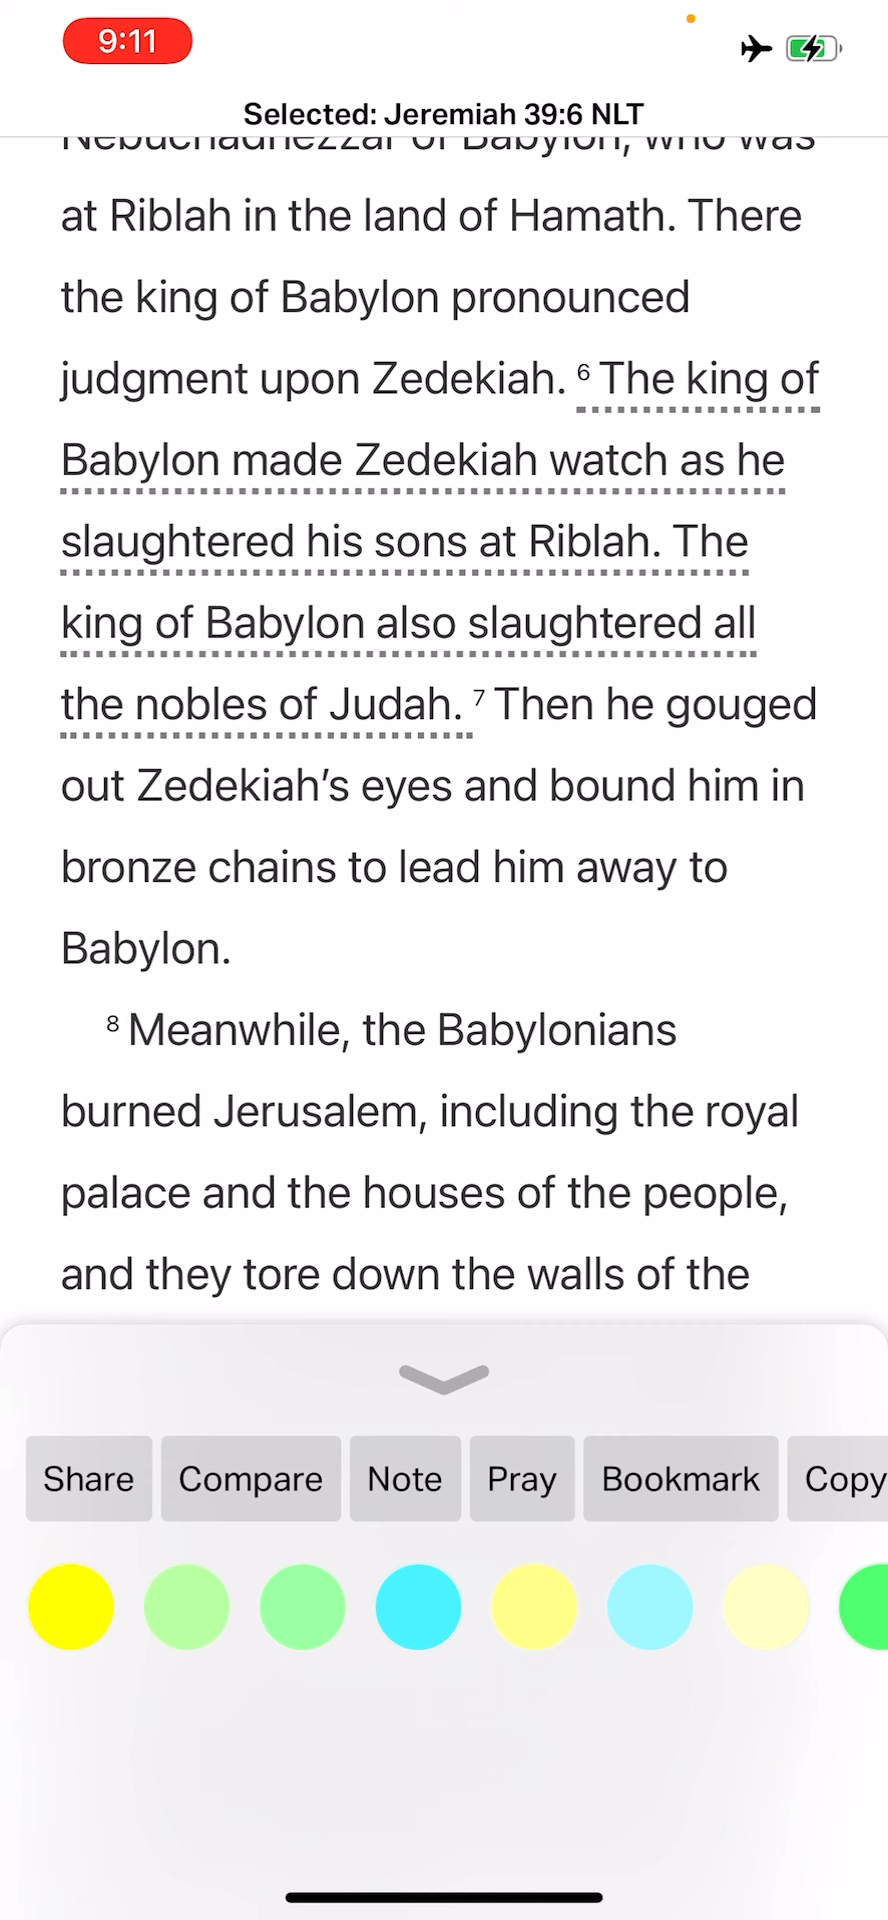 9:11
Selected: Jeremiah 39:6 NLT
Nebuchadnezzar of Babylon, who was
at Riblah in the land of Hamath. There
the king of Babylon pronounced
judgment upon Zedekiah. 6 The king of
Babylon made Zedekiah watch as he
slaughtered his sons at Riblah. The
king of Babylon also slaughtered all
the nobles of Judah. 7 Then he gouged
out Zedekiah’s eyes and bound him in
bronze chains to lead him away to
Babylon.
8 Meanwhile, the Babylonians
burned Jerusalem, including the royal
palace and the houses of the people,
and they tore down the walls of the
Share Compare Note Pray Bookmark Copy